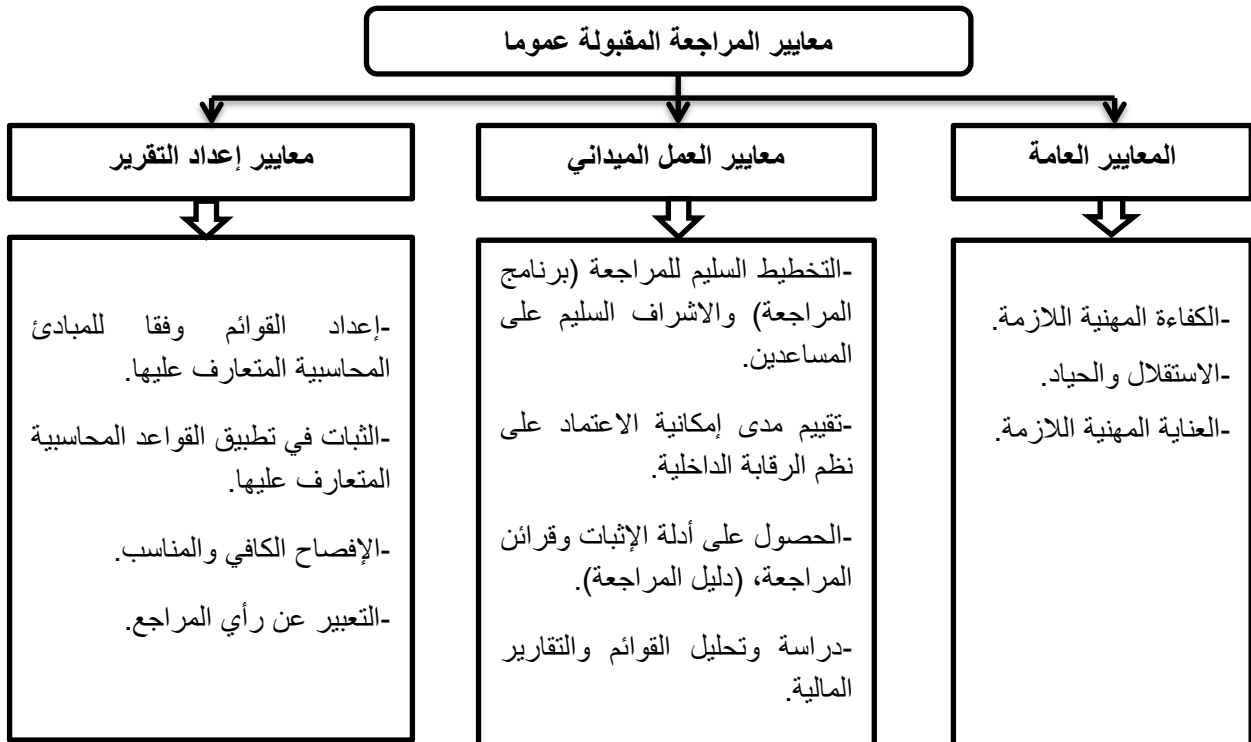 معايير المراجعة المقبولة عموما
المعايير العامة
-الكفاءة المهنية اللازمة.
-الاستقلال والحياد.
-العناية المهنية اللازمة.
معايير العمل الميداني
-التخطيط السليم للمراجعة (برنامج
المراجعة) والاشراف السليم على
المساعدين.
-تقييم مدى إمكانية الاعتماد على
نظم الرقابة الداخلية.
-الحصول على أدلة الإثبات وقرائن
المراجعة، (دليل المراجعة).
-دراسة وتحليل القوائم والتقارير
المالية.
معايير إعداد التقرير
-إعداد القوائم وفقا للمبادئ
المحاسبية المتعارف عليها.
-الثبات في تطبيق القواعد المحاسبية
المتعارف عليها.
-الإفصاح الكافي والمناسب.
-التعبير عن رأي المراجع.